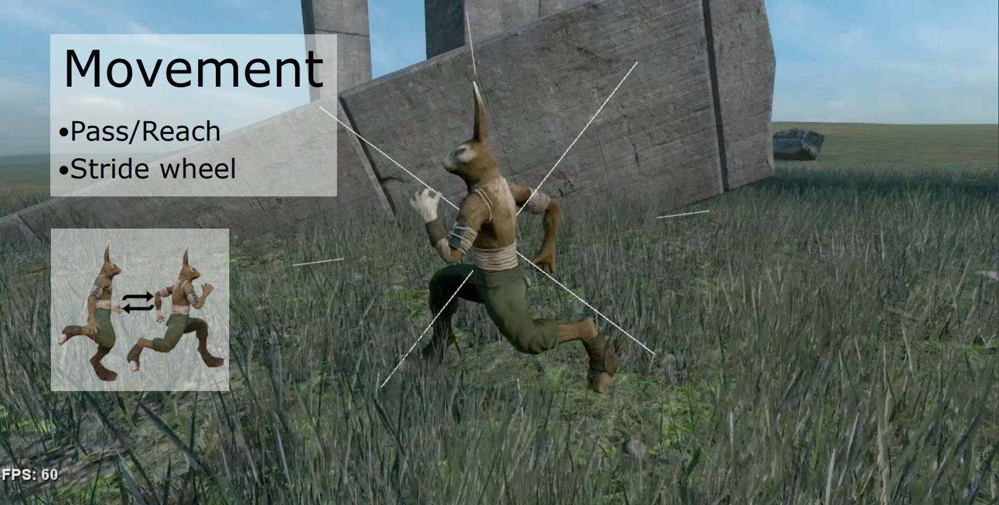 Movement
•Pass/Reach
•Stride wheel
FPS: 60